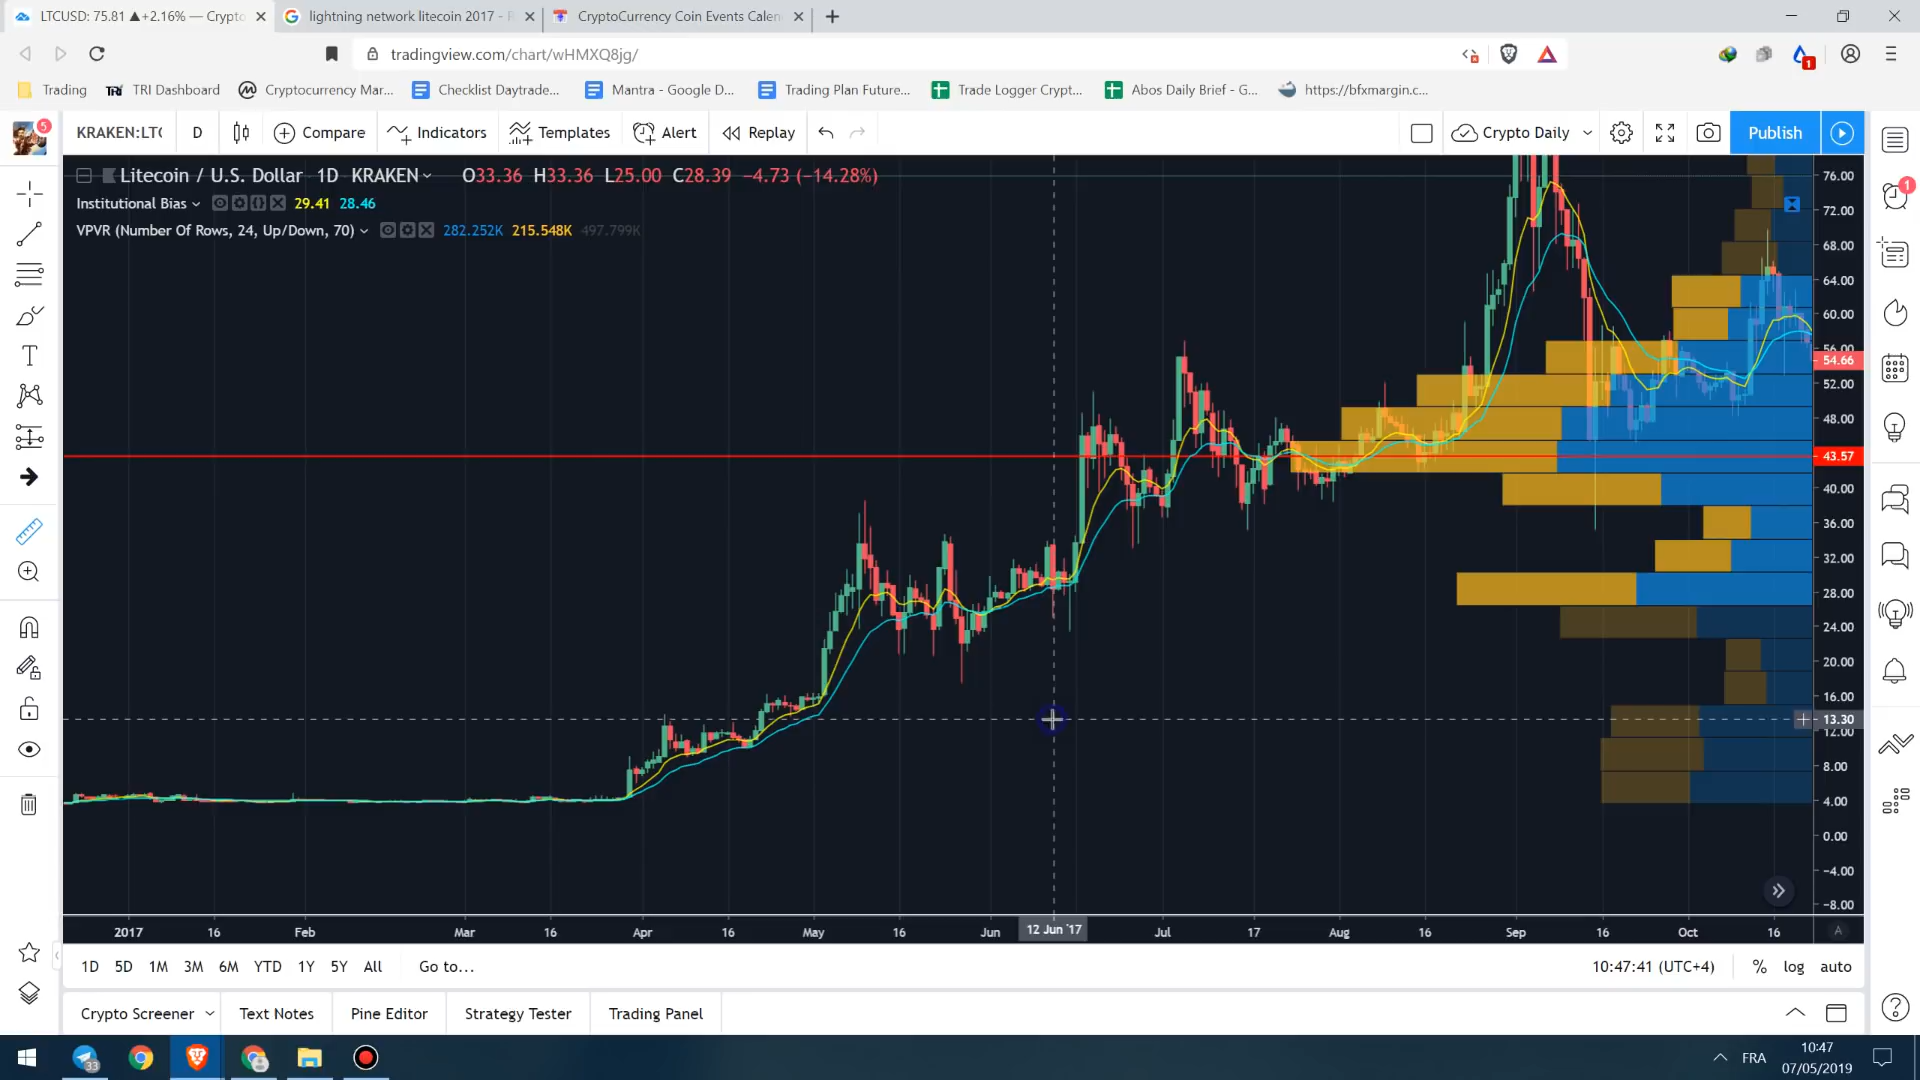 LTCUSD: 75.81 ▲+2.16% — Crypto
lightning network litecoin 2017 -
CryptoCurrency Coin Events Calen
tradingview.com/chart/wHMXQ8jg/
1
Trading
TRI Dashboard
Cryptocurrency Mar...
Checklist Daytrade...
Mantra - Google D...
Trading Plan Future...
Trade Logger Crypt...
Abos Daily Brief - G...
https://bfxmargin.c...
5
KRAKEN:LTC
D
Compare
Indicators
Templates
Alert
Replay
Crypto Daily
Publish
1
Litecoin / U.S. Dollar 1D KRAKEN O33.36 H33.36 L25.00 C28.39 −4.73 (−14.28%)
Institutional Bias 29.41 28.46
VPVR (Number Of Rows, 24, Up/Down, 70) 282.252K 215.548K 497.799K
76.00
72.00
68.00
64.00
60.00
56.00
54.66
52.00
48.00
43.57
40.00
36.00
32.00
28.00
24.00
20.00
16.00
13.30
12.00
8.00
4.00
0.00
−4.00
−8.00
2017 16 Feb Mar 16 Apr 16 May 16 Jun 12 Jun '17 Jul 17 Aug 16 Sep 16 Oct 16 A
1D 5D 1M 3M 6M YTD 1Y 5Y All Go to... 10:47:41 (UTC+4) % log auto
Crypto Screener Text Notes Pine Editor Strategy Tester Trading Panel
33
FRA
10:47
07/05/2019